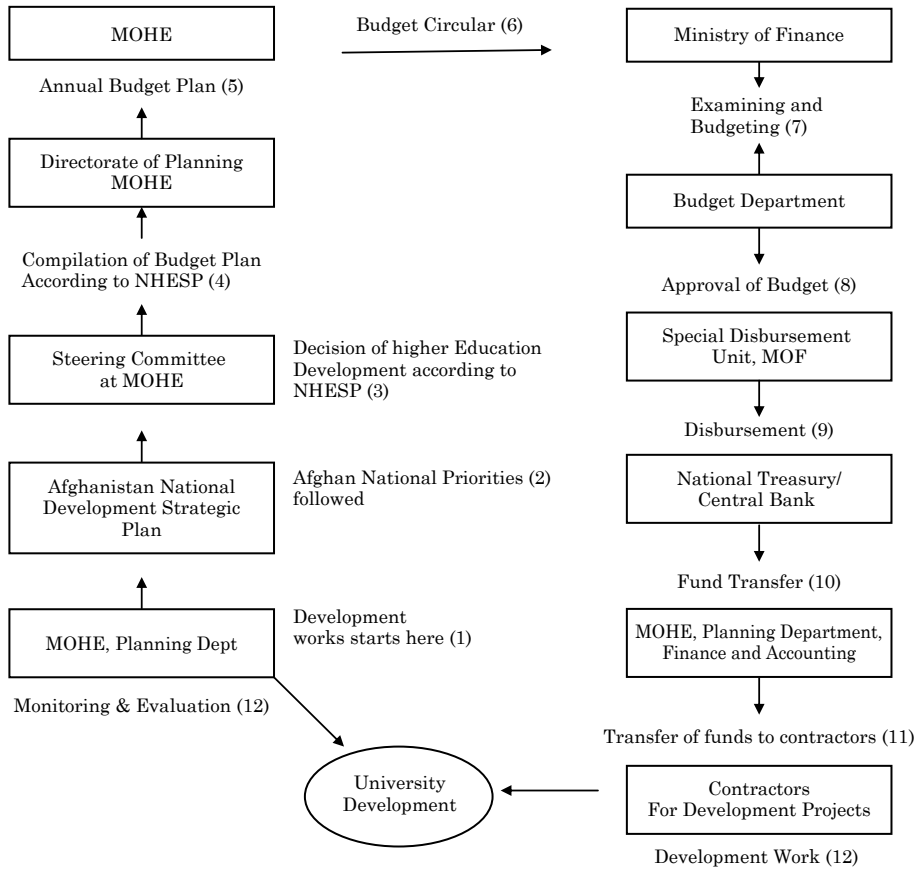 MOHE
Budget Circular (6)
Ministry of Finance
Annual Budget Plan (5)
Examining and
Budgeting (7)
Directorate of Planning
MOHE
Budget Department
Compilation of Budget Plan
According to NHESP (4)
Approval of Budget (8)
Steering Committee
at MOHE
Decision of higher Education
Development according to
NHESP (3)
Special Disbursement
Unit, MOF
Disbursement (9)
Afghanistan National
Development Strategic
Plan
Afghan National Priorities (2)
followed
National Treasury/
Central Bank
Fund Transfer (10)
MOHE, Planning Dept
Development
works starts here (1)
MOHE, Planning Department,
Finance and Accounting
Monitoring & Evaluation (12)
Transfer of funds to contractors (11)
University
Development
Contractors
For Development Projects
Development Work (12)